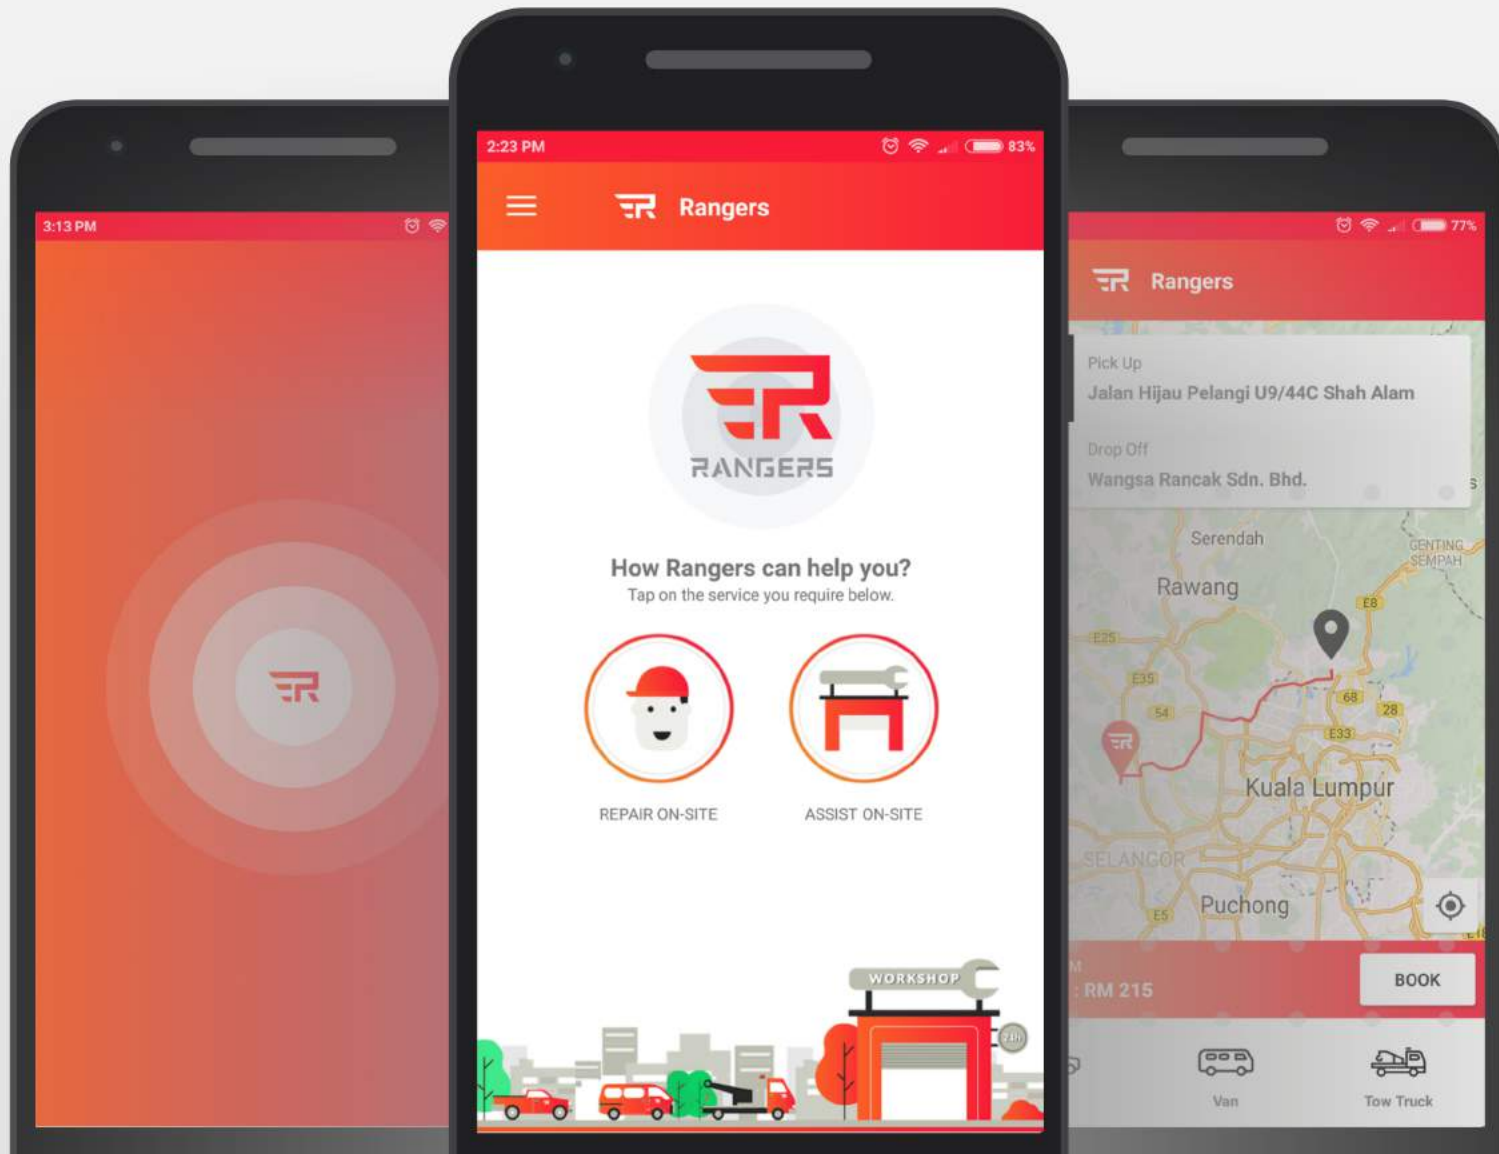 3:13 PM
2:23 PM
83%
Rangers
RANGERS
How Rangers can help you?
Tap on the service you require below.
REPAIR ON-SITE
ASSIST ON-SITE
WORKSHOP
24h
77%
Rangers
Pick Up
Jalan Hijau Pelangi U9/44C Shah Alam
Drop Off
Wangsa Rancak Sdn. Bhd.
s
Serendah
GENTING
SEMPAH
Rawang
E8
E25
E35
68
54
28
E33
Kuala Lumpur
SELANGOR
Puchong
E5
E18
M
: RM 215
BOOK
Van
Tow Truck